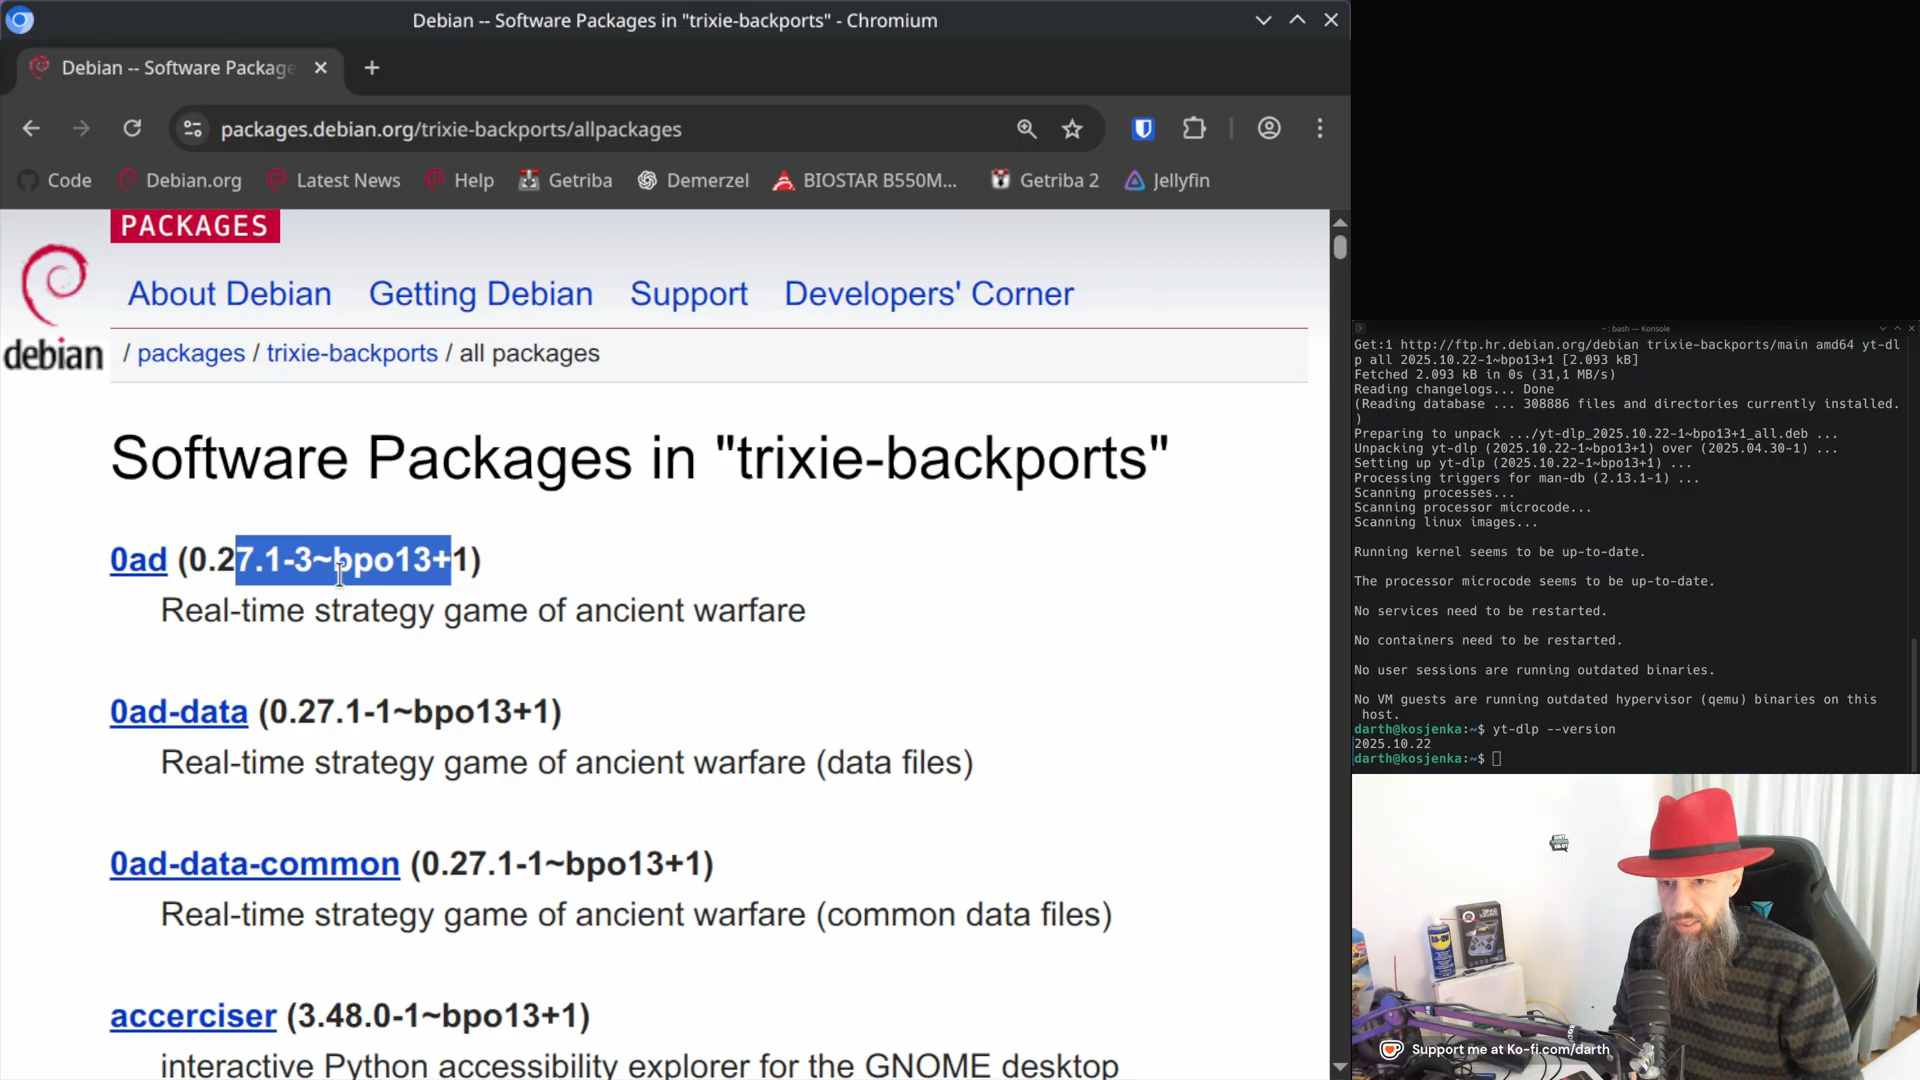 Debian -- Software Packages in "trixie-backports" - Chromium
Debian -- Software Package
packages.debian.org/trixie-backports/allpackages
Code Debian.org Latest News Help Getriba Demerzel BIOSTAR B550M... Getriba 2 Jellyfin
PACKAGES
About Debian Getting Debian Support Developers' Corner
debian
/ packages / trixie-backports / all packages
Software Packages in "trixie-backports"
0ad (0.27.1-3~bpo13+1)
Real-time strategy game of ancient warfare
0ad-data (0.27.1-1~bpo13+1)
Real-time strategy game of ancient warfare (data files)
0ad-data-common (0.27.1-1~bpo13+1)
Real-time strategy game of ancient warfare (common data files)
accerciser (3.48.0-1~bpo13+1)
interactive Python accessibility explorer for the GNOME desktop
~ : bash — Konsole
Get:1 http://ftp.hr.debian.org/debian trixie-backports/main amd64 yt-dl
p all 2025.10.22-1~bpo13+1 [2.093 kB]
Fetched 2.093 kB in 0s (31,1 MB/s)
Reading changelogs... Done
(Reading database ... 308886 files and directories currently installed.
)
Preparing to unpack .../yt-dlp_2025.10.22-1~bpo13+1_all.deb ...
Unpacking yt-dlp (2025.10.22-1~bpo13+1) over (2025.04.30-1) ...
Setting up yt-dlp (2025.10.22-1~bpo13+1) ...
Processing triggers for man-db (2.13.1-1) ...
Scanning processes...
Scanning processor microcode...
Scanning linux images...
Running kernel seems to be up-to-date.
The processor microcode seems to be up-to-date.
No services need to be restarted.
No containers need to be restarted.
No user sessions are running outdated binaries.
No VM guests are running outdated hypervisor (qemu) binaries on this
host.
darth@kosjenka:~$ yt-dlp --version
2025.10.22
darth@kosjenka:~$
Support me at Ko-fi.com/darth